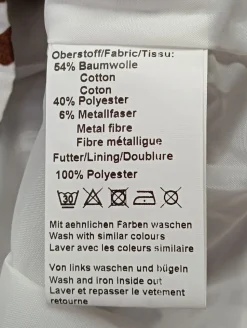 Oberstoff/Fabric/Tissu:
54% Baumwolle
Cotton
Coton
40% Polyester
6% Metallfaser
Metal fibre
Fibre métallique
Futter/Lining/Doublure
100% Polyester
30
Mit aehnlichen Farben waschen
Wash with similar colours
Laver avec les coleurs similaire
Von links waschen und bügeln
Wash and iron inside out
Laver et repasser le vetement
retourne